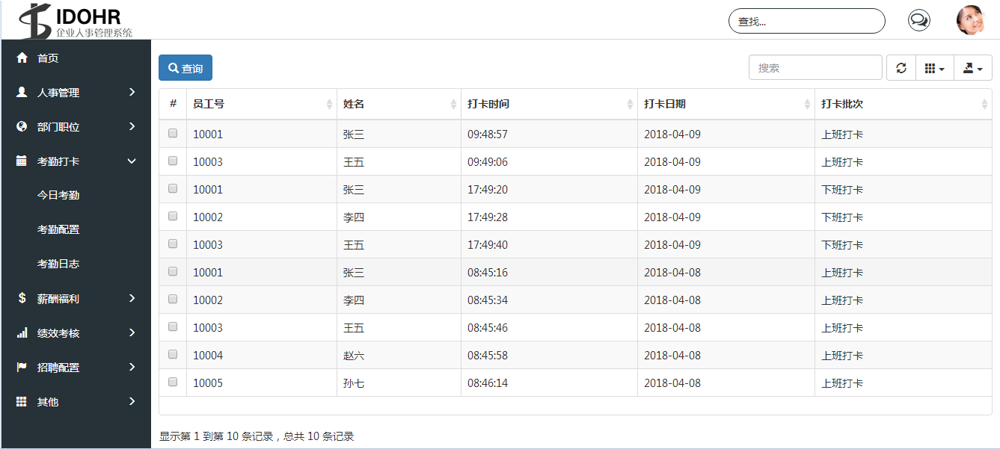 IDOHR
企业人事管理系统
查找...
首页
人事管理
部门职位
考勤打卡
今日考勤
考勤配置
考勤日志
薪酬福利
绩效考核
招聘配置
其他
查询
搜索
# 员工号 姓名 打卡时间 打卡日期 打卡批次
10001 张三 09:48:57 2018-04-09 上班打卡
10003 王五 09:49:06 2018-04-09 上班打卡
10001 张三 17:49:20 2018-04-09 下班打卡
10002 李四 17:49:28 2018-04-09 下班打卡
10003 王五 17:49:40 2018-04-09 下班打卡
10001 张三 08:45:16 2018-04-08 上班打卡
10002 李四 08:45:34 2018-04-08 上班打卡
10003 王五 08:45:46 2018-04-08 上班打卡
10004 赵六 08:45:58 2018-04-08 上班打卡
10005 孙七 08:46:14 2018-04-08 上班打卡
显示第 1 到第 10 条记录，总共 10 条记录